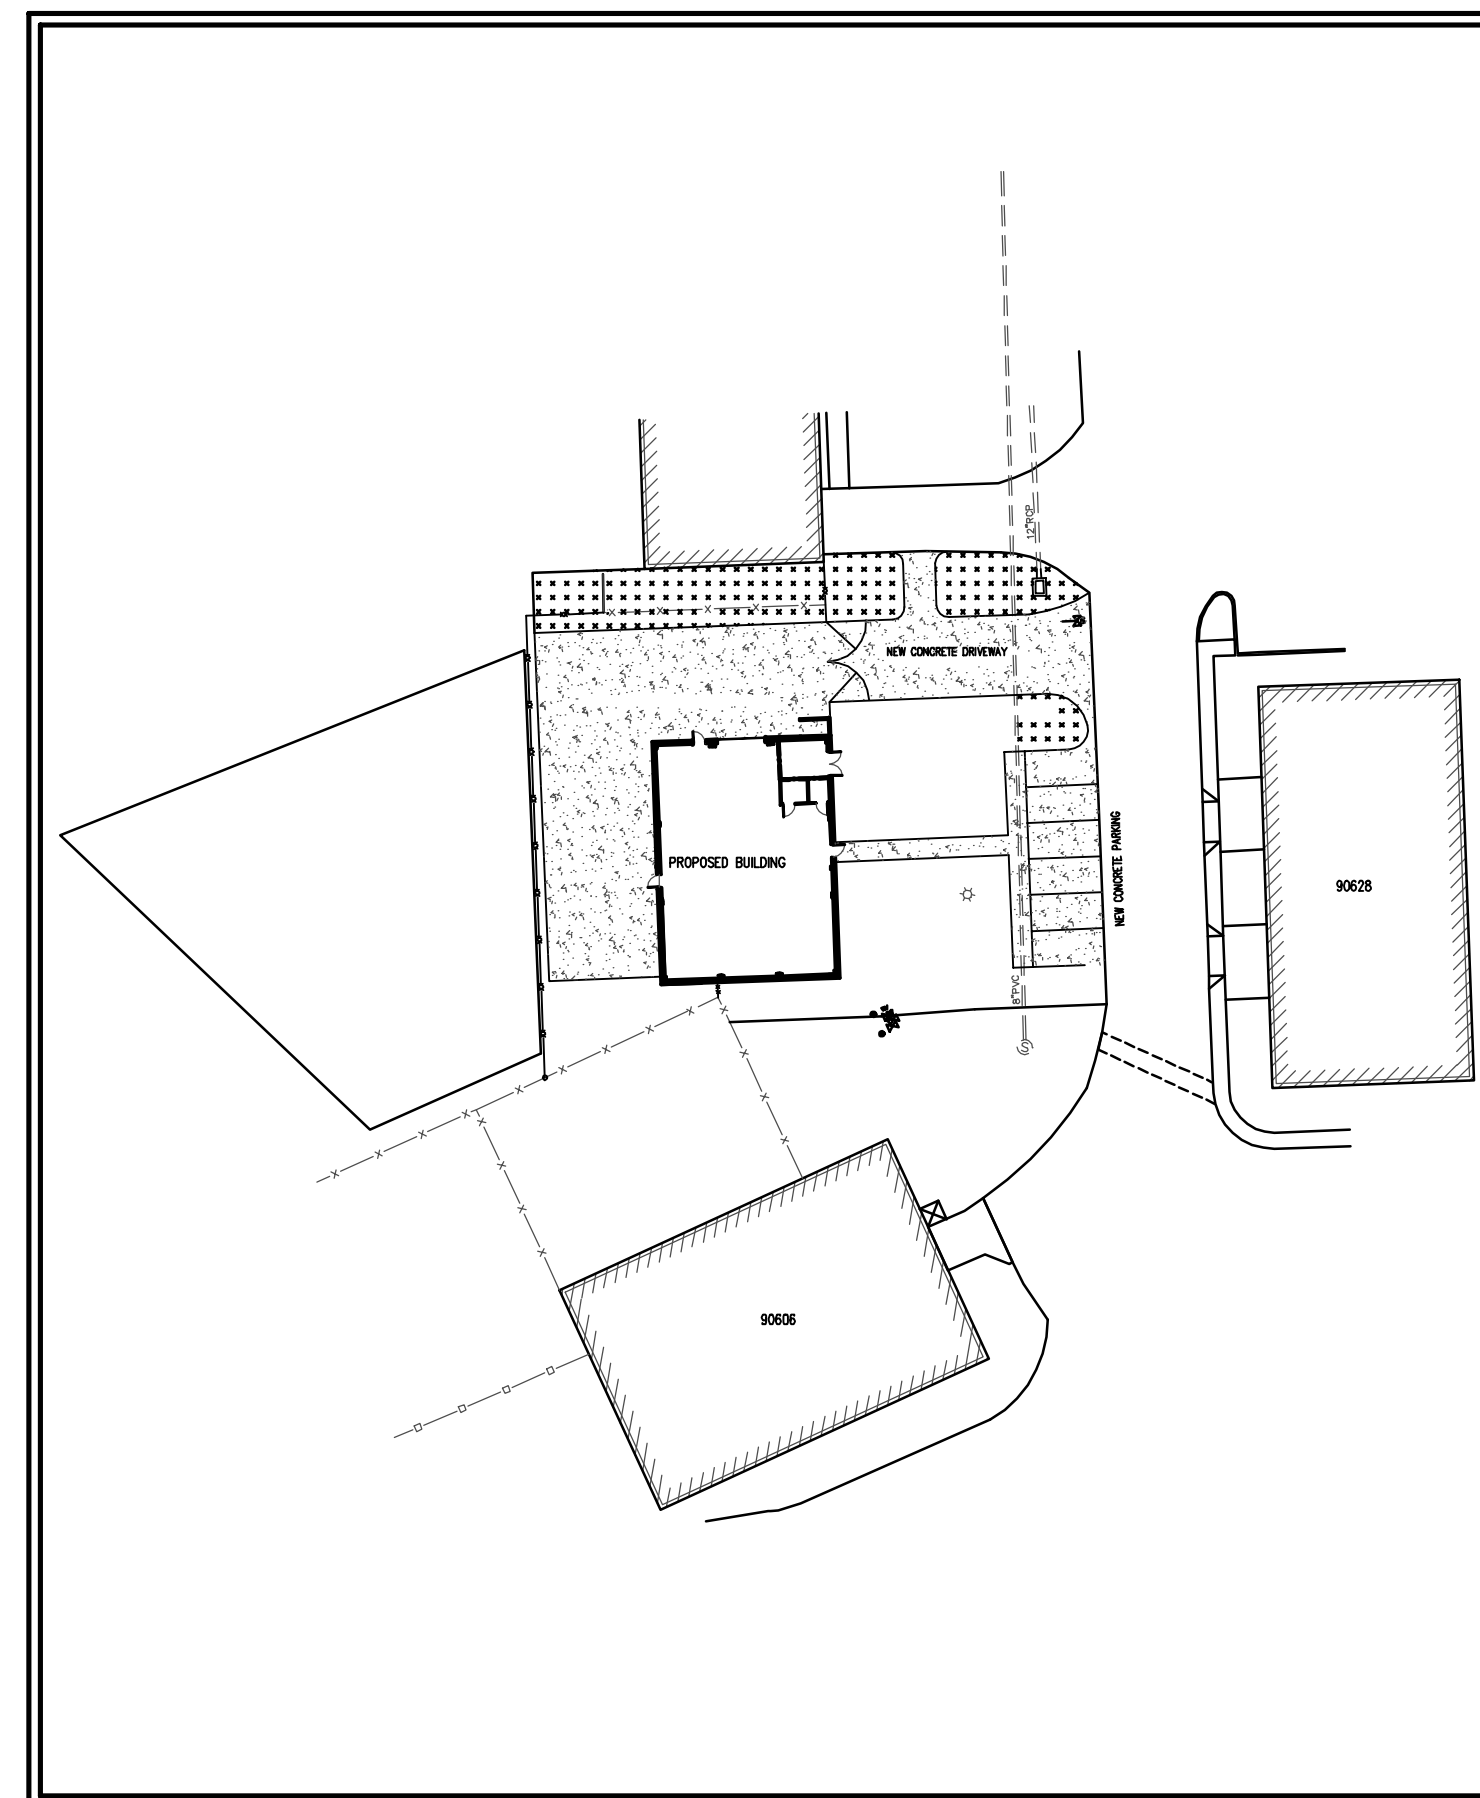 12"RCP
NEW CONCRETE DRIVEWAY
PROPOSED BUILDING
NEW CONCRETE PARKING
90628
8"PVC
S
90606